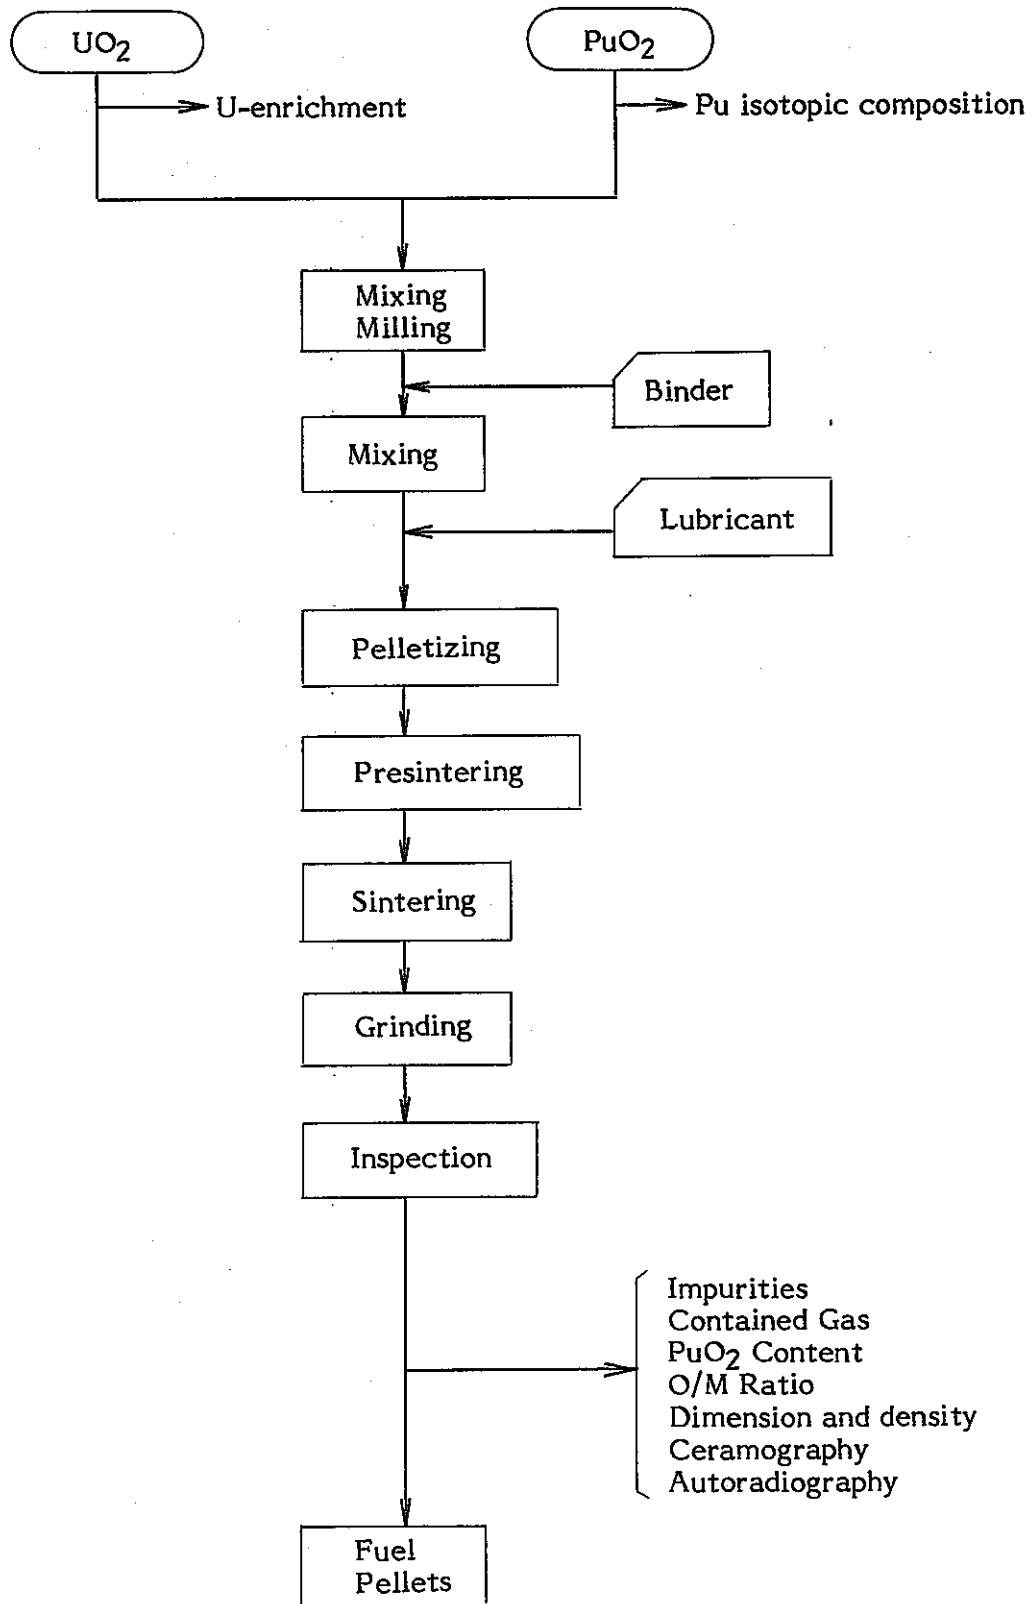 UO₂
PuO₂
U-enrichment
Pu isotopic composition
Mixing
Milling
Binder
Mixing
Lubricant
Pelletizing
Presintering
Sintering
Grinding
Inspection
Impurities
Contained Gas
PuO₂ Content
O/M Ratio
Dimension and density
Ceramography
Autoradiography
Fuel
Pellets